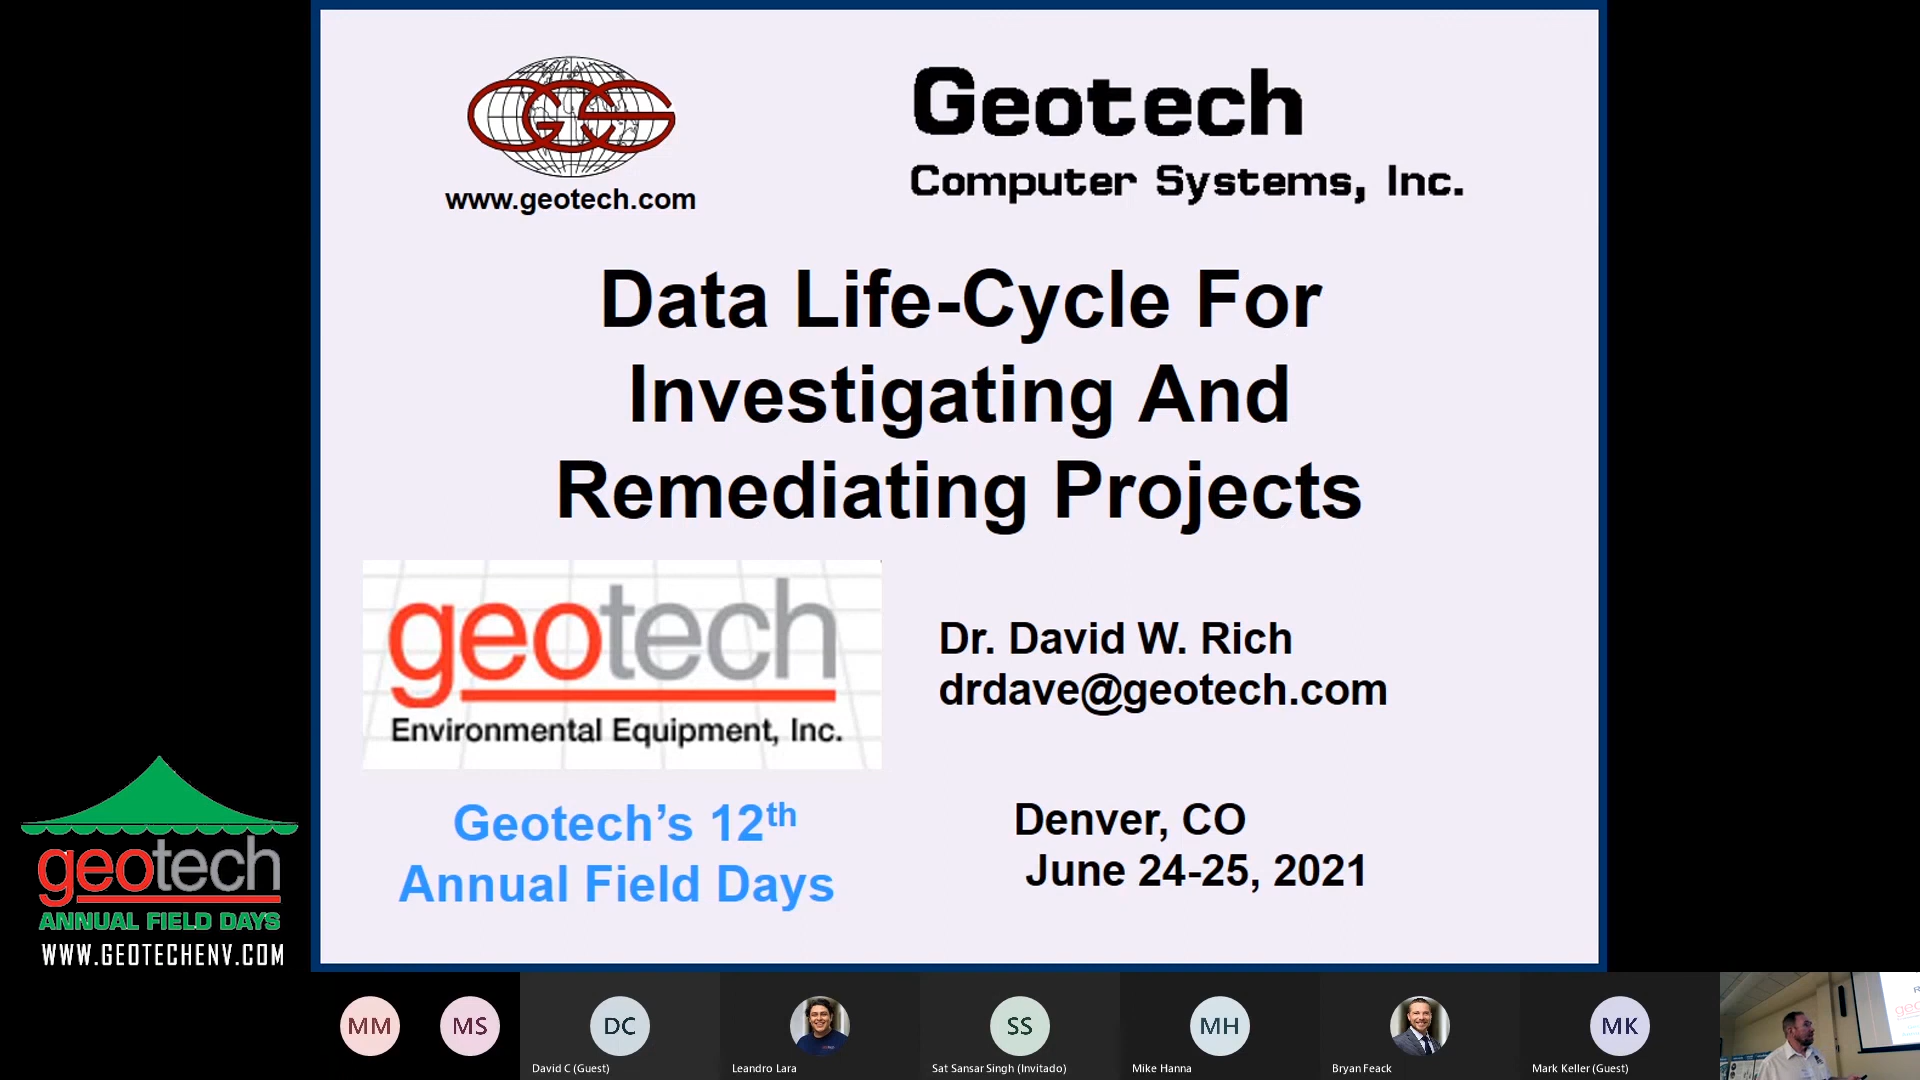 GCS
www.geotech.com
Geotech
Computer Systems, Inc.
Data Life-Cycle For
Investigating And
Remediating Projects
geotech
Environmental Equipment, Inc.
Dr. David W. Rich
drdave@geotech.com
Geotech's 12th
Annual Field Days
Denver, CO
June 24-25, 2021
geotech
ANNUAL FIELD DAYS
WWW.GEOTECHENV.COM
MM
MS
DC
SS
MH
MK
David C (Guest)
Leandro Lara
Sat Sansar Singh (Invitado)
Mike Hanna
Bryan Feack
Mark Keller (Guest)